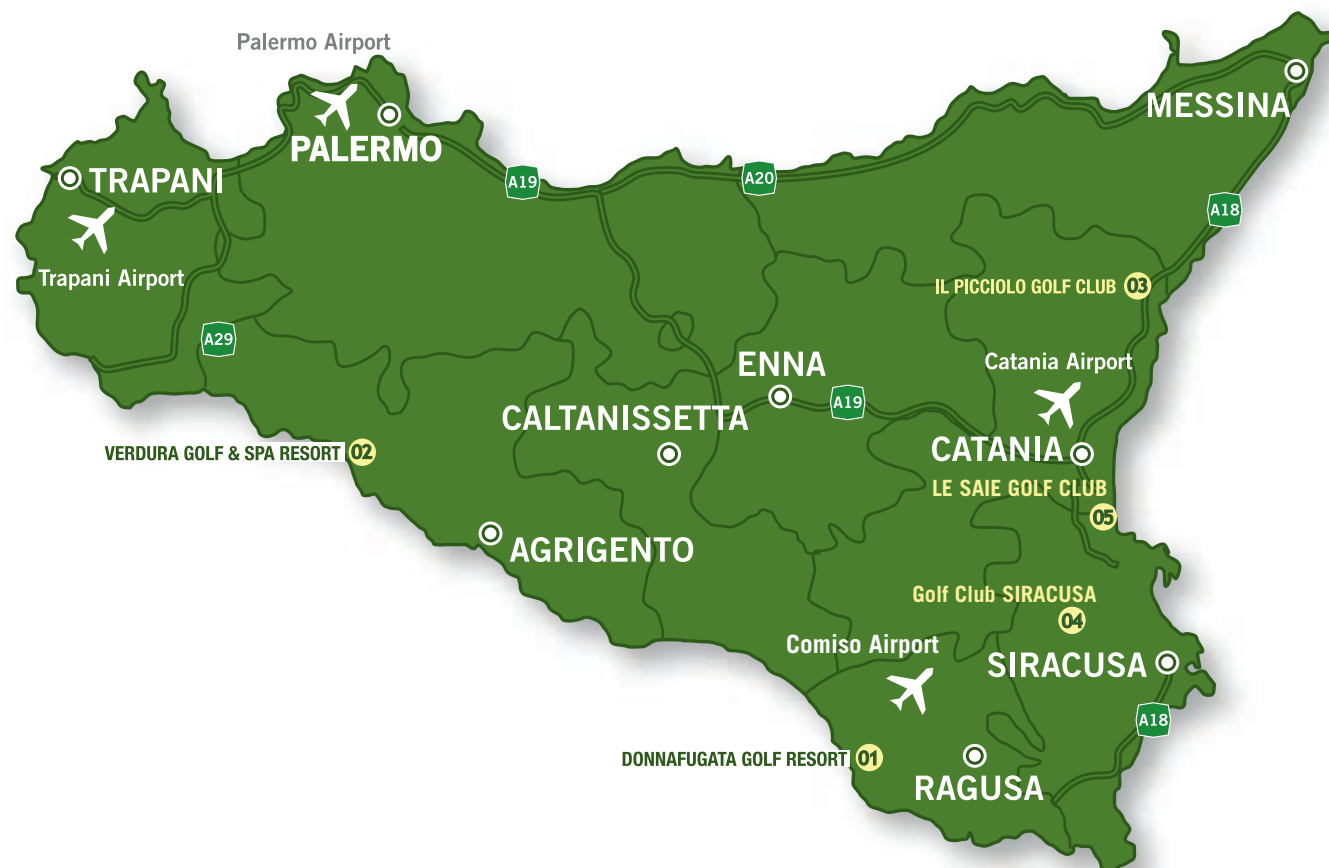 Palermo Airport
MESSINA
PALERMO
TRAPANI
A19
A20
A18
Trapani Airport
IL PICCIOLO GOLF CLUB 03
A29
ENNA
Catania Airport
CALTANISSETTA
A19
VERDURA GOLF & SPA RESORT 02
CATANIA
LE SAIE GOLF CLUB
05
AGRIGENTO
Golf Club SIRACUSA
04
Comiso Airport
SIRACUSA
A18
DONNAFUGATA GOLF RESORT 01
RAGUSA